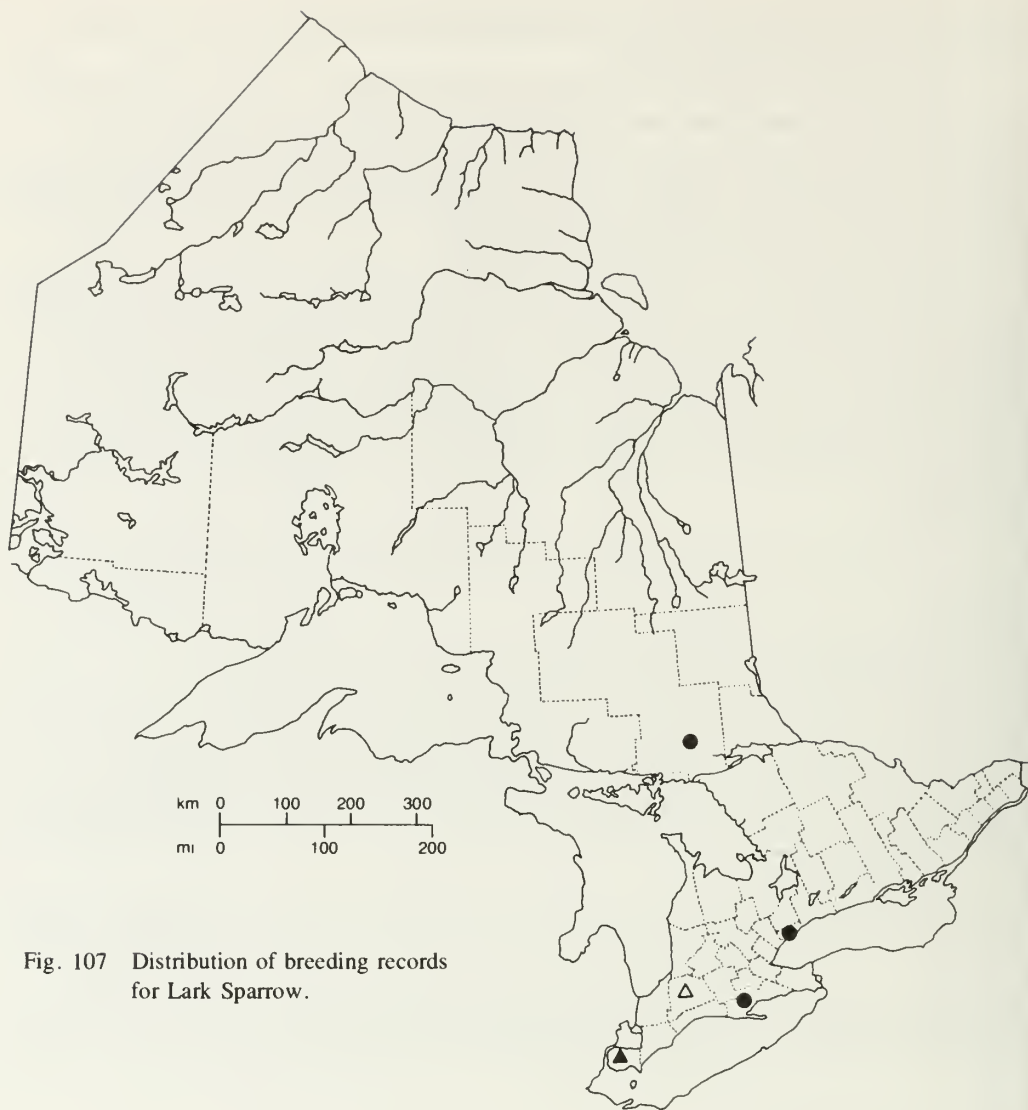 km 0 100 200 300
mi 0 100 200
Fig. 107 Distribution of breeding records
for Lark Sparrow.